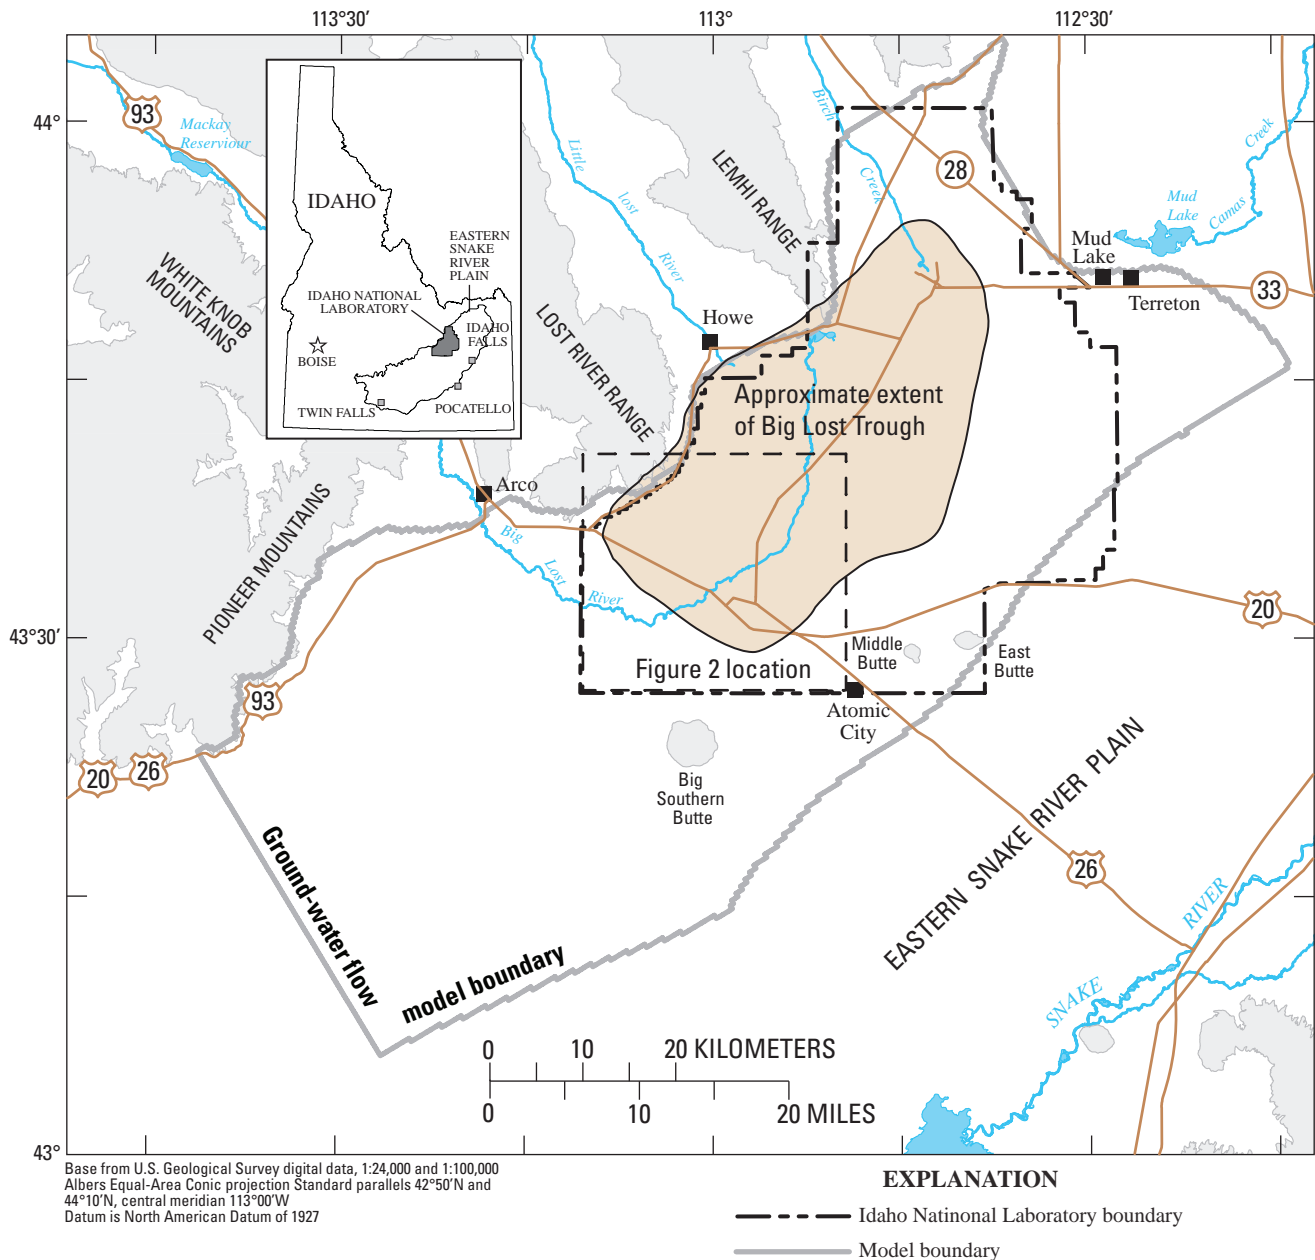 113°30'
113°
112°30'
44°
43°30'
43°
93
Mackay
Reserviour
IDAHO
EASTERN
SNAKE
RIVER
PLAIN
IDAHO NATIONAL
LABORATORY
IDAHO
FALLS
BOISE
TWIN FALLS
POCATELLO
WHITE KNOB
MOUNTAINS
Little
lost
River
LEMHI RANGE
LOST RIVER RANGE
Birch
Creek
28
Mud
Lake
Camas
Creek
Mud
Lake
Terreton
33
Howe
Approximate extent
of Big Lost Trough
Arco
Big
Lost
River
PIONEER MOUNTAINS
20
Middle
Butte
East
Butte
Figure 2 location
Atomic
City
93
20
26
Big
Southern
Butte
EASTERN SNAKE RIVER PLAIN
26
SNAKE
RIVER
Ground-water flow
model boundary
0 10 20 KILOMETERS
0 10 20 MILES
Base from U.S. Geological Survey digital data, 1:24,000 and 1:100,000
Albers Equal-Area Conic projection Standard parallels 42°50'N and
44°10'N, central meridian 113°00'W
Datum is North American Datum of 1927
EXPLANATION
Idaho Natinonal Laboratory boundary
Model boundary